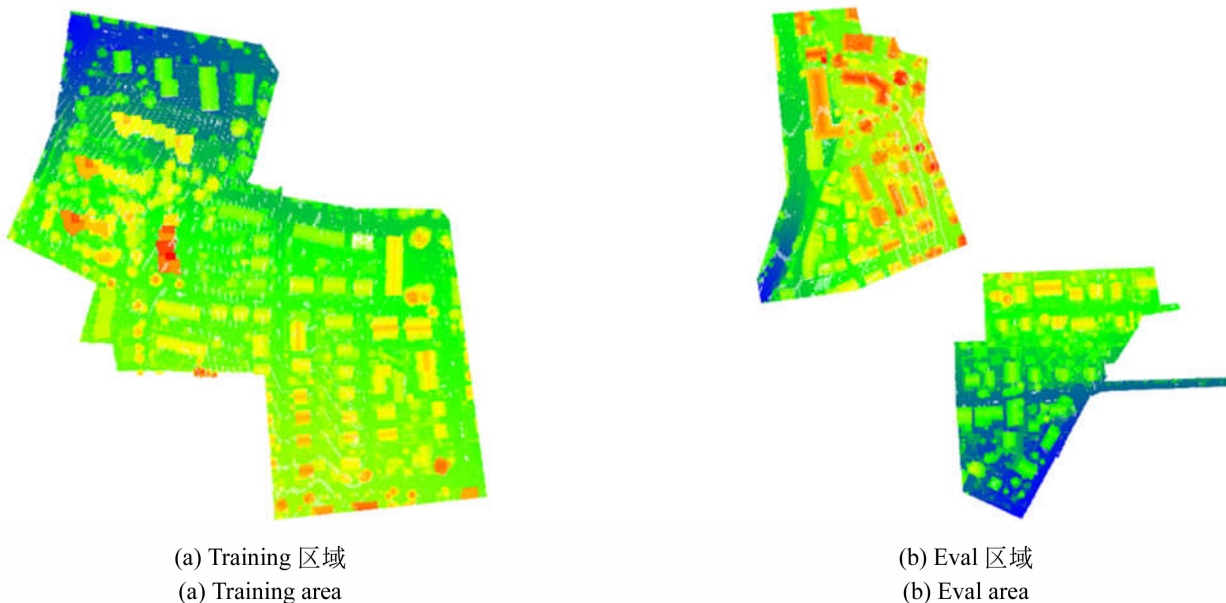 (a) Training 区域
(a) Training area
(b) Eval 区域
(b) Eval area